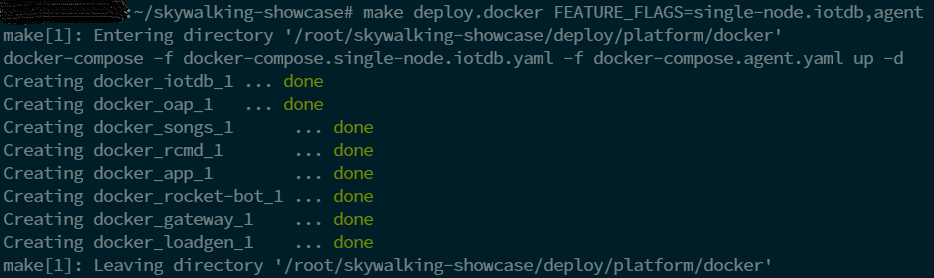 :~/skywalking-showcase# make deploy.docker FEATURE_FLAGS=single-node.iotdb,agent
make[1]: Entering directory '/root/skywalking-showcase/deploy/platform/docker'
docker-compose -f docker-compose.single-node.iotdb.yaml -f docker-compose.agent.yaml up -d
Creating docker_iotdb_1 ... done
Creating docker_oap_1   ... done
Creating docker_songs_1      ... done
Creating docker_rcmd_1       ... done
Creating docker_app_1        ... done
Creating docker_rocket-bot_1 ... done
Creating docker_gateway_1    ... done
Creating docker_loadgen_1    ... done
make[1]: Leaving directory '/root/skywalking-showcase/deploy/platform/docker'